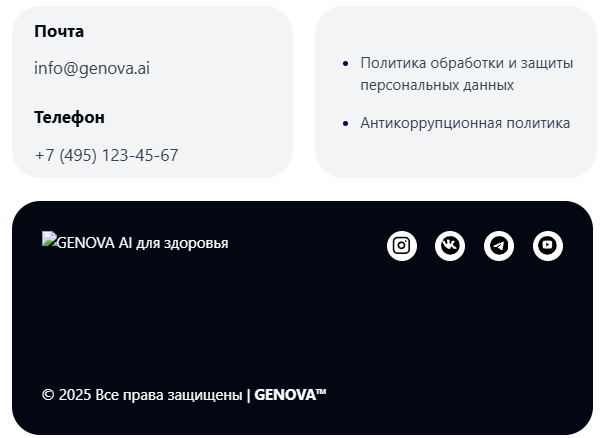 Почта
info@genova.ai
Телефон
+7 (495) 123-45-67
Политика обработки и защиты
персональных данных
Антикоррупционная политика
GENOVA AI для здоровья
© 2025 Все права защищены | GENOVA™